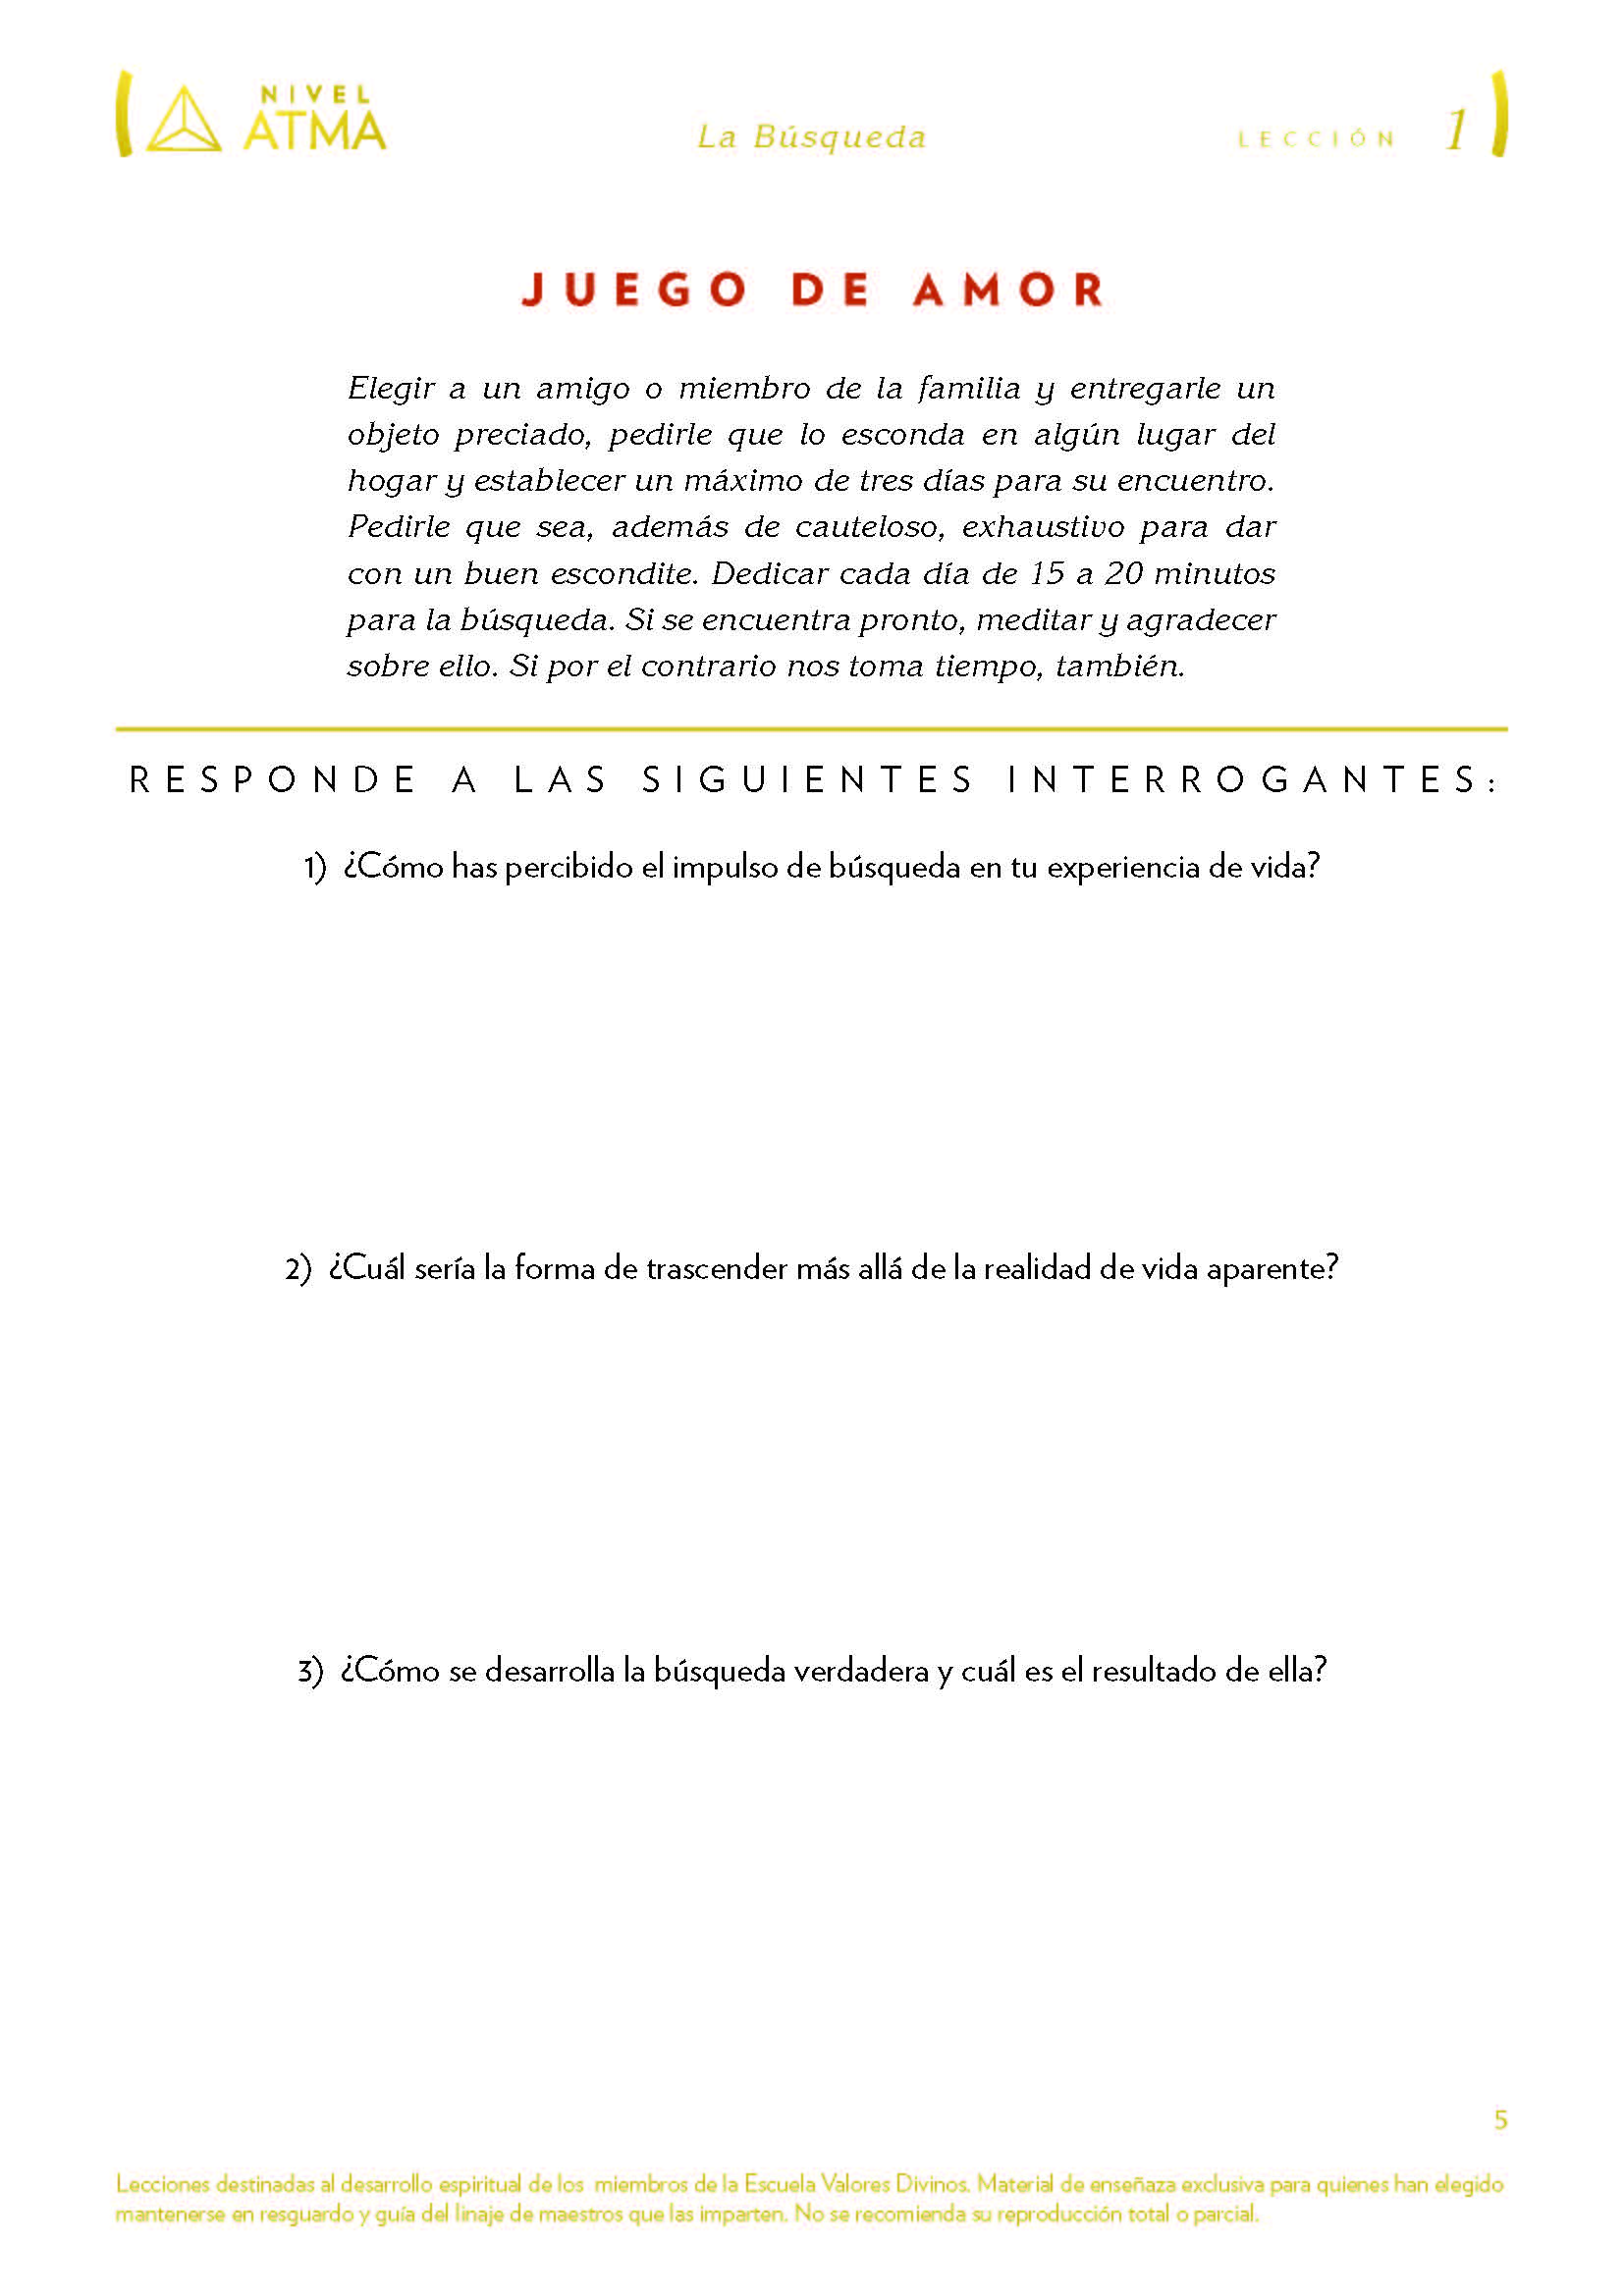 NIVEL
ATMA
La Búsqueda
LECCIÓN 1
JUEGO DE AMOR
Elegir a un amigo o miembro de la familia y entregarle un
objeto preciado, pedirle que lo esconda en algún lugar del
hogar y establecer un máximo de tres días para su encuentro.
Pedirle que sea, además de cauteloso, exhaustivo para dar
con un buen escondite. Dedicar cada día de 15 a 20 minutos
para la búsqueda. Si se encuentra pronto, meditar y agradecer
sobre ello. Si por el contrario nos toma tiempo, también.
RESPONDE A LAS SIGUIENTES INTERROGANTES:
1) ¿Cómo has percibido el impulso de búsqueda en tu experiencia de vida?
2) ¿Cuál sería la forma de trascender más allá de la realidad de vida aparente?
3) ¿Cómo se desarrolla la búsqueda verdadera y cuál es el resultado de ella?
5
Lecciones destinadas al desarrollo espiritual de los miembros de la Escuela Valores Divinos. Material de enseñaza exclusiva para quienes han elegido
mantenerse en resguardo y guía del linaje de maestros que las imparten. No se recomienda su reproducción total o parcial.